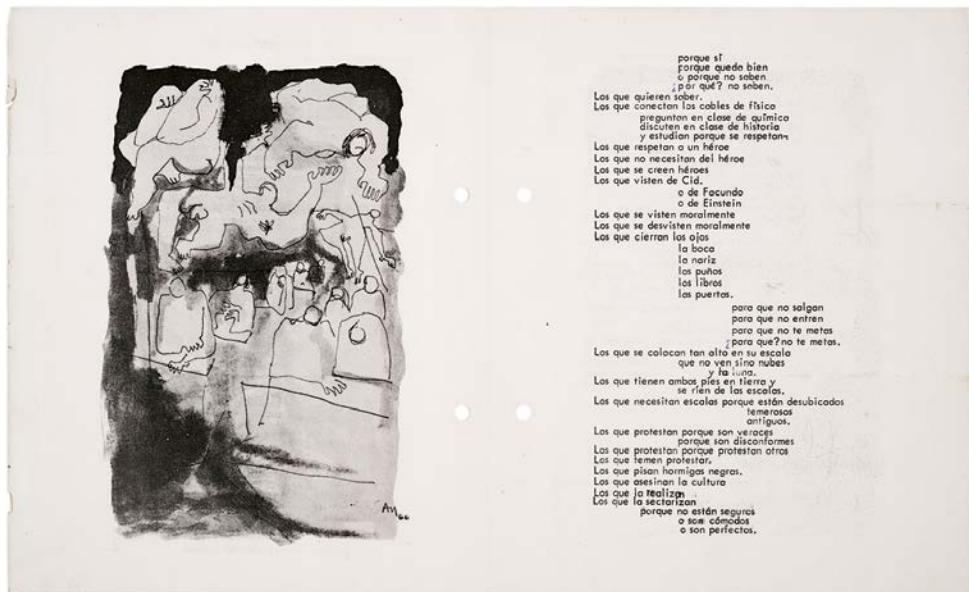 porque sí
porque queda bien
o porque no saben
¿por qué? no saben.
Los que quieren saber.
Los que conectan los cables de física
preguntan en clase de química
discuten en clase de historia
y estudian porque se respetan
Los que respetan a un héroe
Los que no necesitan del héroe
Los que se creen héroes
Los que visten de Cid.
o de Facundo
o de Einstein
Los que se visten moralmente
Los que se desvisten moralmente
Los que cierran los ojos
la boca
la nariz
los puños
los libros
las puertas.
para que no salgan
para que no entren
para que no te metas
¿para que? no te metas.
Los que se colocan tan alto en su escala
que no ven sino nubes
y la luna.
Los que tienen ambos pies en tierra y
se ríen de las escalas.
Los que necesitan escalas porque están desubicados
temerosos
antiguos.
Los que protestan porque son veraces
porque son disconformes
Los que protestan porque protestan otros
Los que temen protestar.
Los que pisan hormigas negras.
Los que asesinan la cultura
Los que la realizan
Los que la sectarizan
porque no están seguros
o son cómodos
o son perfectos.